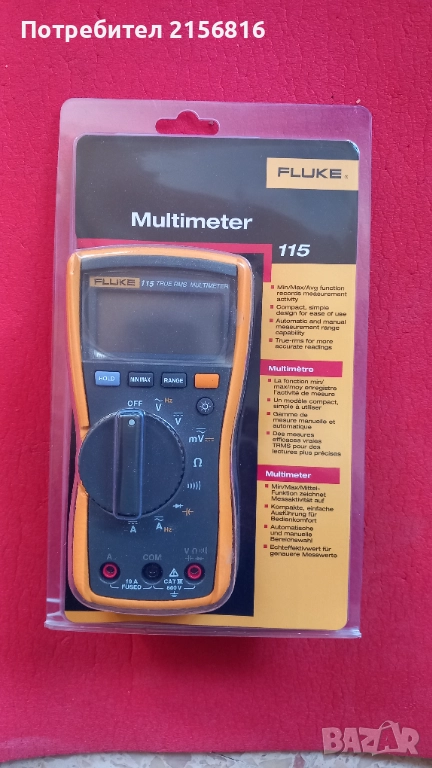 Потребител 2156816
FLUKE
Multimeter
115
Min/Max/Avg function
records measurement
activity
Compact, simple
design for ease of use
Automatic and manual
measurement range
capability
True-rms for more
accurate readings
Multimètre
La fonction min/
max/moy enregistre
l'activité de mesure
Un modèle compact,
simple à utiliser
Gamme de
mesure manuelle et
automatique
Des mesures
efficaces vraies
TRMS pour des
lectures plus précises
Multimeter
Min/Max/Mittel-
Funktion zeichnet
Messaktivität auf
Kompakte, einfache
Ausführung für
Bedienkomfort
Automatische
und manuelle
Bereichswahl
Echteffektivwert für
genauere Messwerte
FLUKE 115 TRUE RMS MULTIMETER
HOLD MIN MAX RANGE
OFF
V Hz
V
mV
Ω
A
A Hz
A COM V Ω
10 A
FUSED
CAT III
600 V
BAZAR